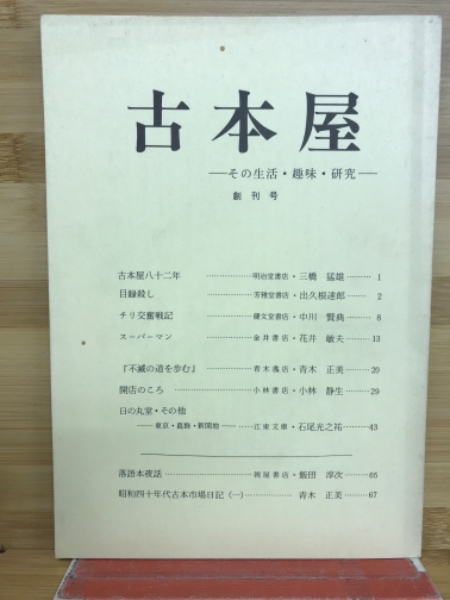 古本屋
──その生活・趣味・研究──
創刊号
古本屋八十二年……………明治堂書店・三橋 猛雄………1
目録殺し……………芳雅堂書店・出久根達郎……2
チリ交奮戦記……………健文堂書店・中川 賢典………8
スーパーマン……………金井書店・花井 敏夫………13
『不滅の道を歩む』……………青木書店・青木 正美………20
開店のころ……………小林書店・小林 静生………29
日の丸堂・その他
──東京・葛飾・新開地──……江東文庫・石尾光之祐………43
落語本夜話……………書店・飯田 淳次………65
昭和四十年代古本市場日記(一)……………青木 正美………67